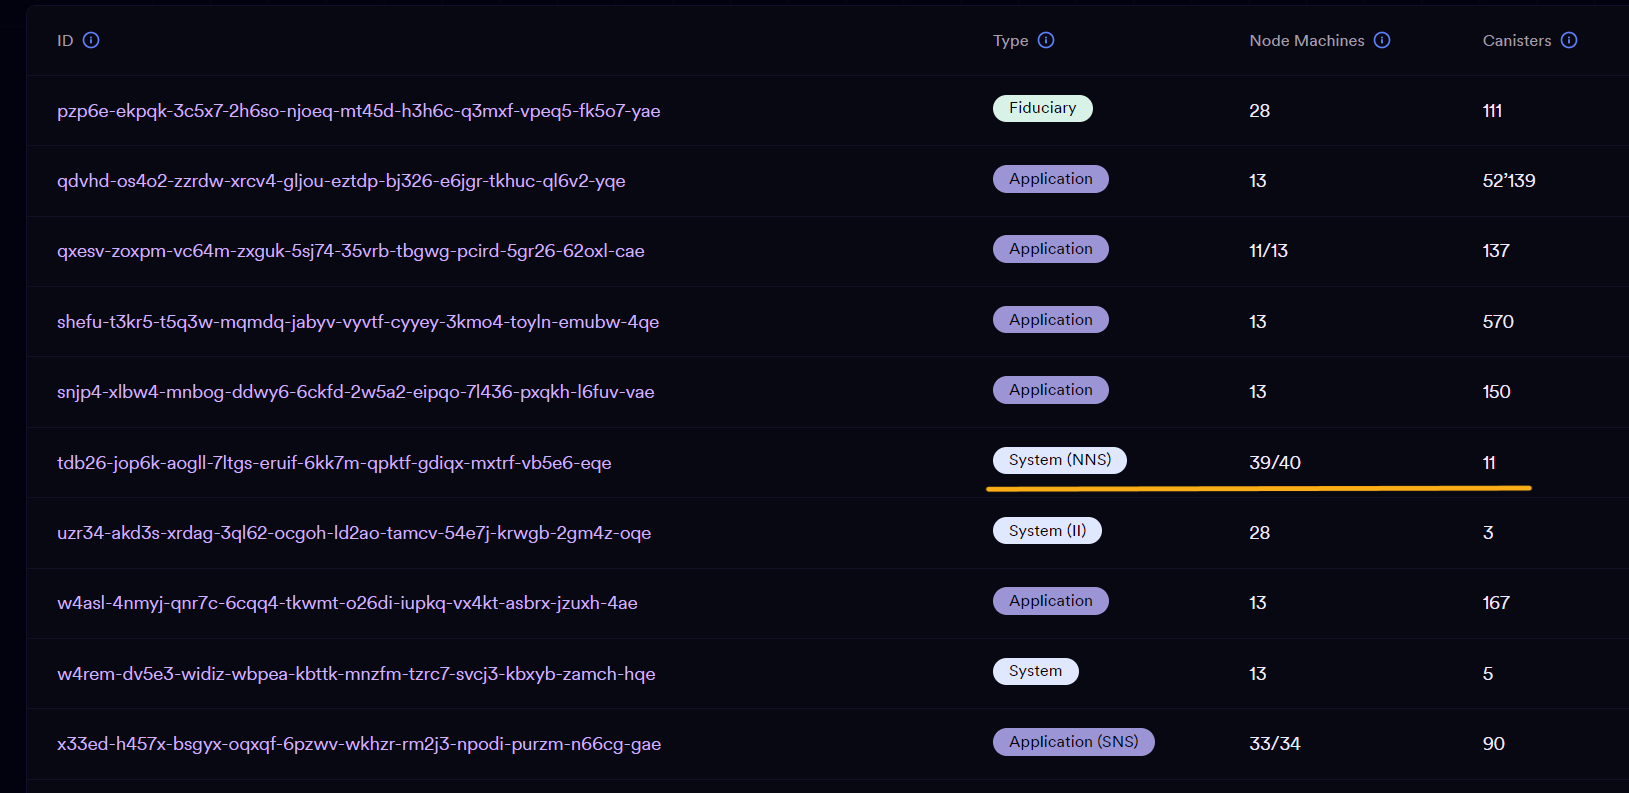 ID Type Node Machines Canisters
pzp6e-ekpqk-3c5x7-2h6so-njoeq-mt45d-h3h6c-q3mxf-vpeq5-fk5o7-yae Fiduciary 28 111
qdvhd-os4o2-zzrdw-xrcv4-gljou-eztdp-bj326-e6jgr-tkhuc-ql6v2-yqe Application 13 52’139
qxesv-zoxpm-vc64m-zxguk-5sj74-35vrb-tbgwg-pcird-5gr26-62oxl-cae Application 11/13 137
shefu-t3kr5-t5q3w-mqmdq-jabyv-vyvtf-cyyey-3kmo4-toyln-emubw-4qe Application 13 570
snjp4-xlbw4-mnbog-ddwy6-6ckfd-2w5a2-eipqo-7l436-pxqkh-l6fuv-vae Application 13 150
tdb26-jop6k-aogll-7ltgs-eruif-6kk7m-qpktf-gdiqx-mxtrf-vb5e6-eqe System (NNS) 39/40 11
uzr34-akd3s-xrdag-3ql62-ocgoh-ld2ao-tamcv-54e7j-krwgb-2gm4z-oqe System (II) 28 3
w4asl-4nmyj-qnr7c-6cqq4-tkwmt-o26di-iupkq-vx4kt-asbrx-jzuxh-4ae Application 13 167
w4rem-dv5e3-widiz-wbpea-kbttk-mnzfm-tzrc7-svcj3-kbxyb-zamch-hqe System 13 5
x33ed-h457x-bsgyx-oqxqf-6pzwv-wkhzr-rm2j3-npodi-purzm-n66cg-gae Application (SNS) 33/34 90